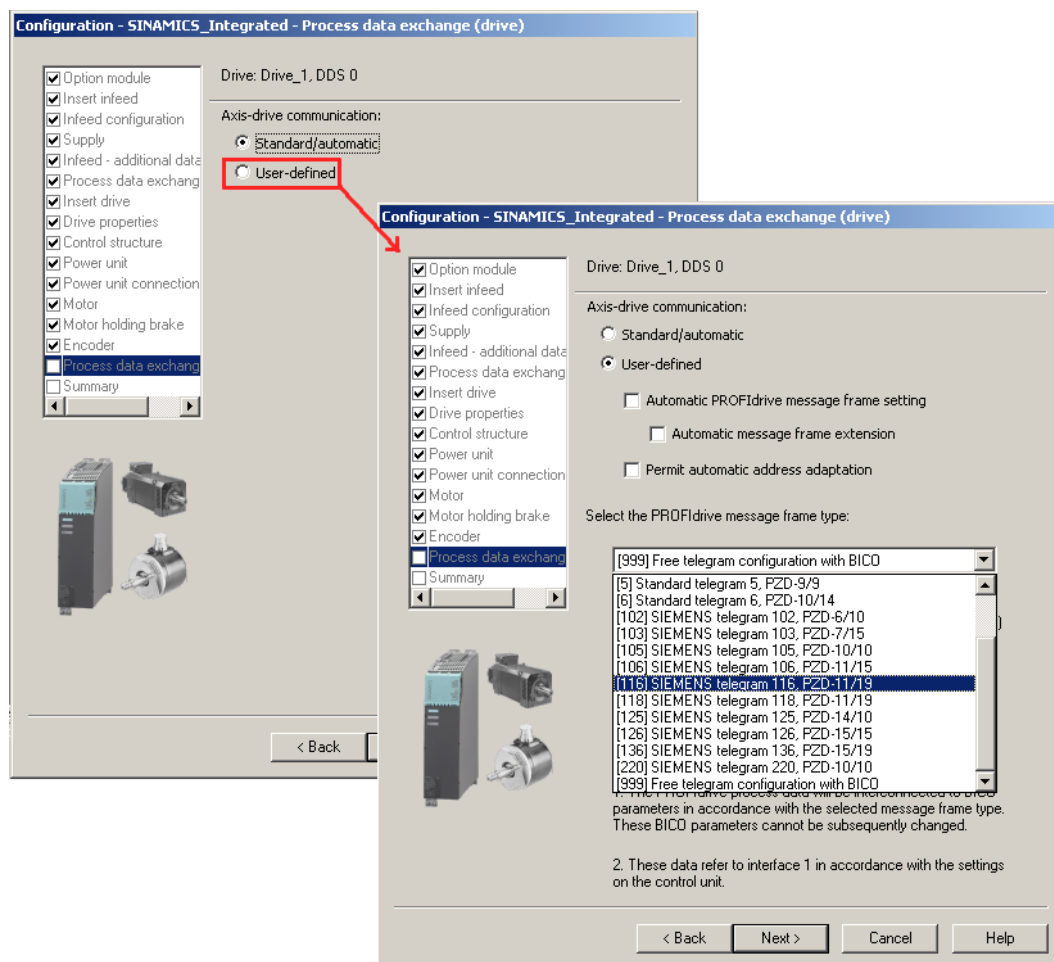 Configuration - SINAMICS_Integrated - Process data exchange (drive)
Option module
Insert infeed
Infeed configuration
Supply
Infeed - additional data
Process data exchang
Insert drive
Drive properties
Control structure
Power unit
Power unit connection
Motor
Motor holding brake
Encoder
Process data exchang
Summary
Drive: Drive_1, DDS 0
Axis-drive communication:
Standard/automatic
User-defined
< Back
Configuration - SINAMICS_Integrated - Process data exchange (drive)
Option module
Insert infeed
Infeed configuration
Supply
Infeed - additional data
Process data exchang
Insert drive
Drive properties
Control structure
Power unit
Power unit connection
Motor
Motor holding brake
Encoder
Process data exchang
Summary
Drive: Drive_1, DDS 0
Axis-drive communication:
Standard/automatic
User-defined
Automatic PROFIdrive message frame setting
Automatic message frame extension
Permit automatic address adaptation
Select the PROFIdrive message frame type:
[999] Free telegram configuration with BICO
[5] Standard telegram 5, PZD-9/9
[6] Standard telegram 6, PZD-10/14
[102] SIEMENS telegram 102, PZD-6/10
[103] SIEMENS telegram 103, PZD-7/15
[105] SIEMENS telegram 105, PZD-10/10
[106] SIEMENS telegram 106, PZD-11/15
[116] SIEMENS telegram 116, PZD-11/19
[118] SIEMENS telegram 118, PZD-11/19
[125] SIEMENS telegram 125, PZD-14/10
[126] SIEMENS telegram 126, PZD-15/15
[136] SIEMENS telegram 136, PZD-15/19
[220] SIEMENS telegram 220, PZD-10/10
[999] Free telegram configuration with BICO
1. The PROFIdrive process data will be interconnected to BICO
parameters in accordance with the selected message frame type.
These BICO parameters cannot be subsequently changed.
2. These data refer to interface 1 in accordance with the settings
on the control unit.
< Back
Next >
Cancel
Help